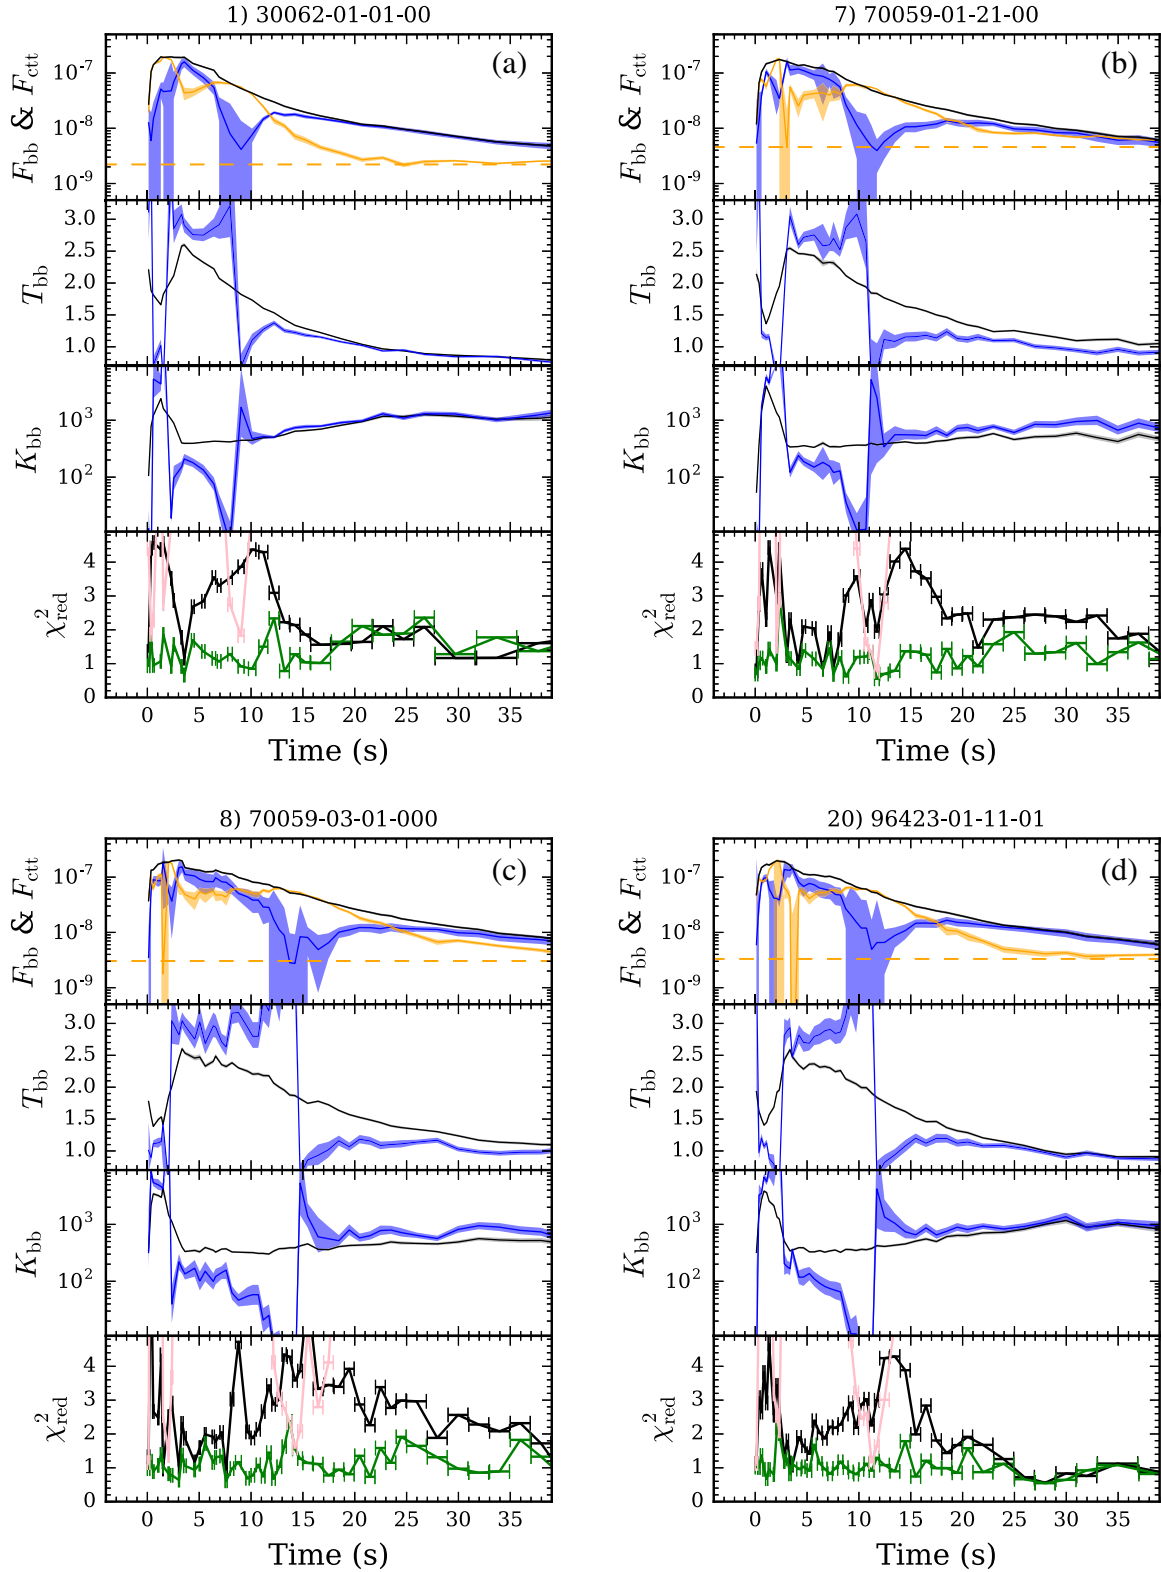 1) 30062-01-01-00
(a)
F_bb & F_ctt
10^-7
10^-8
10^-9
T_bb
3.0
2.5
2.0
1.5
1.0
K_bb
10^3
10^2
χ²_red
4
3
2
1
0
0 5 10 15 20 25 30 35
Time (s)
7) 70059-01-21-00
(b)
F_bb & F_ctt
10^-7
10^-8
10^-9
T_bb
3.0
2.5
2.0
1.5
1.0
K_bb
10^3
10^2
χ²_red
4
3
2
1
0
0 5 10 15 20 25 30 35
Time (s)
8) 70059-03-01-000
(c)
F_bb & F_ctt
10^-7
10^-8
10^-9
T_bb
3.0
2.5
2.0
1.5
1.0
K_bb
10^3
10^2
χ²_red
4
3
2
1
0
0 5 10 15 20 25 30 35
Time (s)
20) 96423-01-11-01
(d)
F_bb & F_ctt
10^-7
10^-8
10^-9
T_bb
3.0
2.5
2.0
1.5
1.0
K_bb
10^3
10^2
χ²_red
4
3
2
1
0
0 5 10 15 20 25 30 35
Time (s)